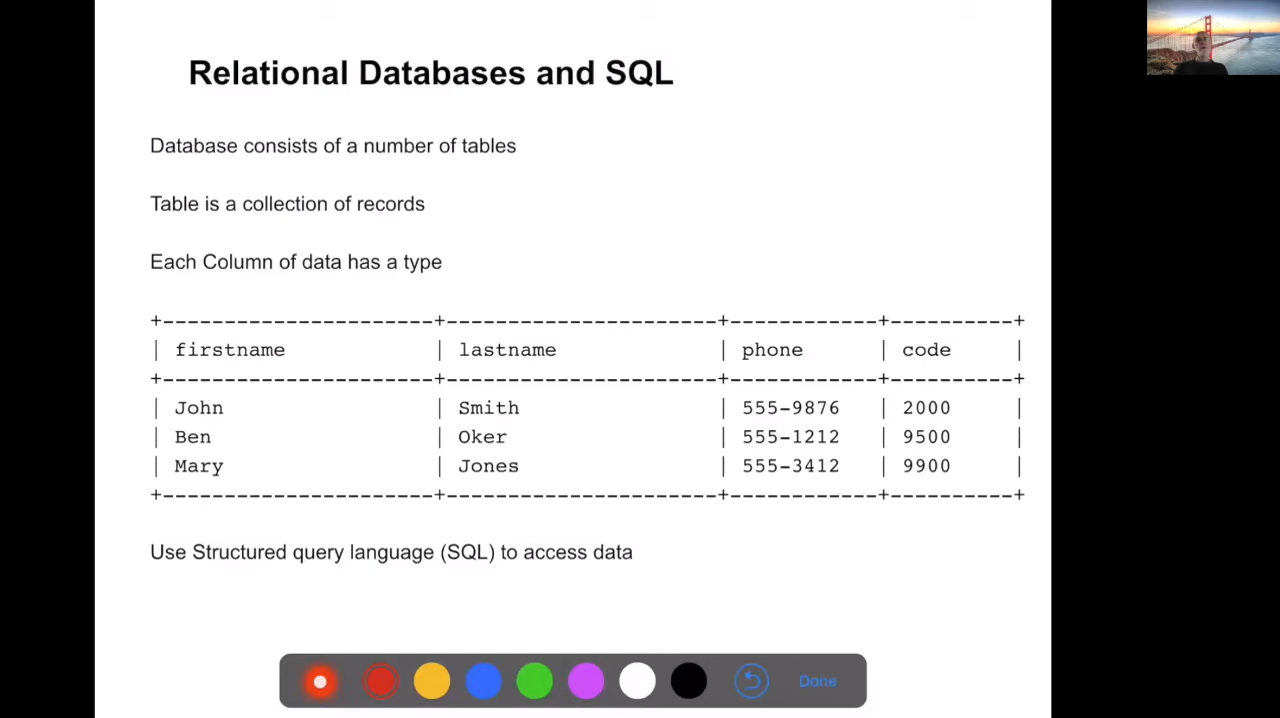 Relational Databases and SQL
Database consists of a number of tables
Table is a collection of records
Each Column of data has a type
+----------------------+----------------------+------------+----------+
| firstname | lastname | phone | code |
+----------------------+----------------------+------------+----------+
| John | Smith | 555-9876 | 2000 |
| Ben | Oker | 555-1212 | 9500 |
| Mary | Jones | 555-3412 | 9900 |
+----------------------+----------------------+------------+----------+
Use Structured query language (SQL) to access data
Done